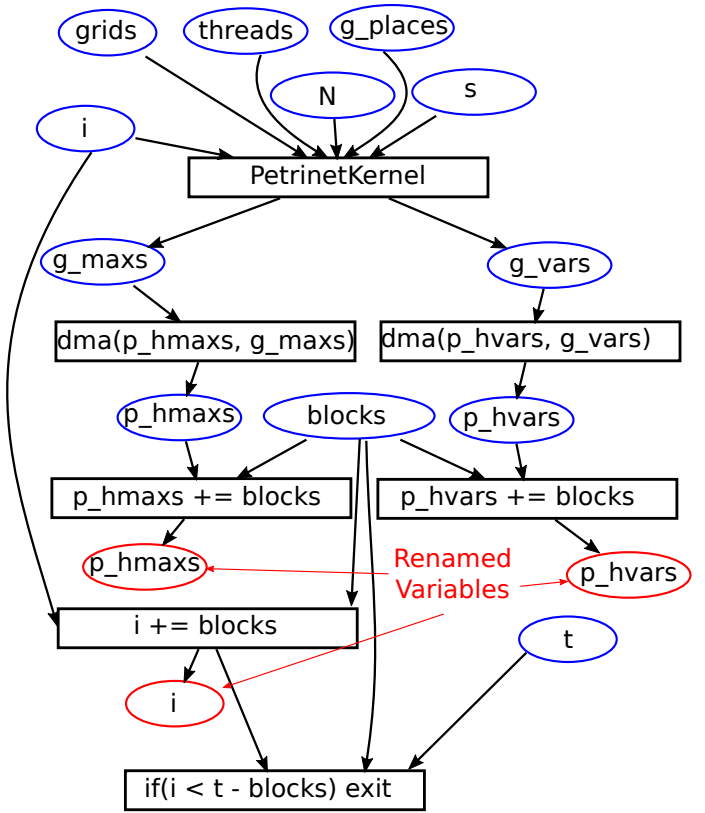 grids
threads
g_places
N
s
i
PetrinetKernel
g_maxs
g_vars
dma(p_hmaxs, g_maxs)
dma(p_hvars, g_vars)
p_hmaxs
blocks
p_hvars
p_hmaxs += blocks
p_hvars += blocks
p_hmaxs
Renamed
Variables
p_hvars
i += blocks
t
i
if(i < t - blocks) exit